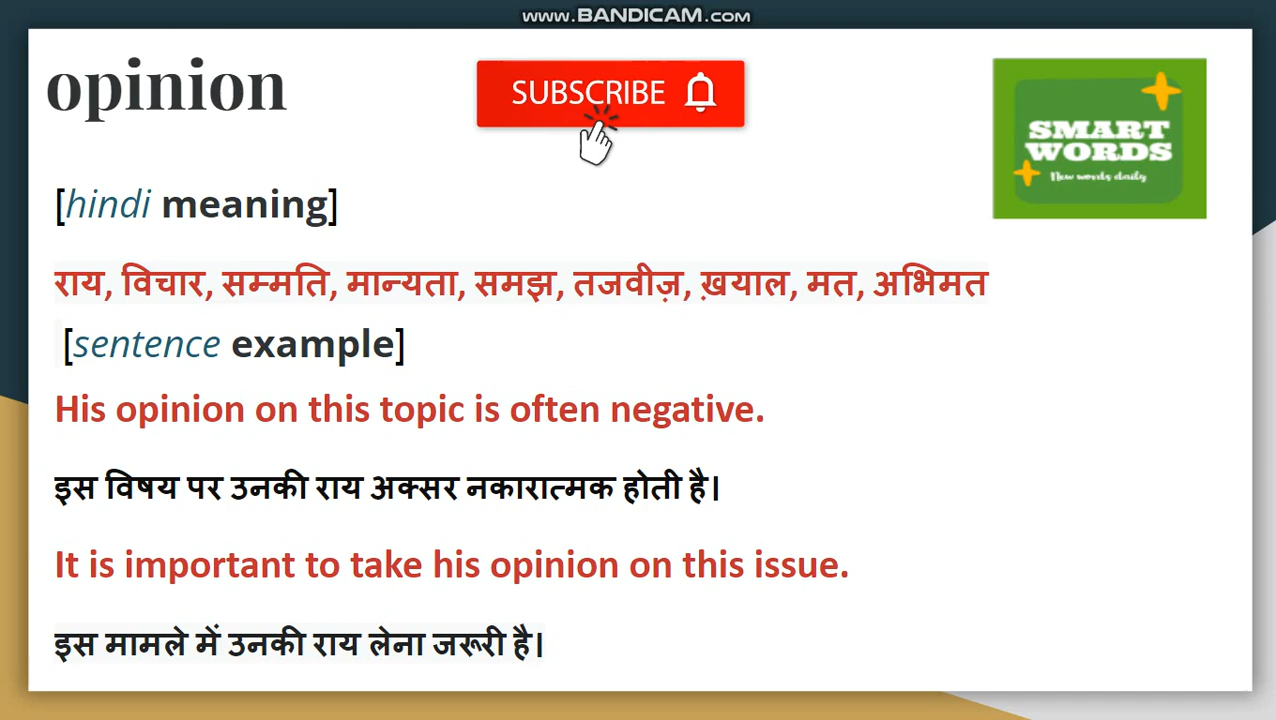 www.BANDICAM.com
opinion
SUBSCRIBE
SMART
WORDS
New words daily
[hindi meaning]
राय, विचार, सम्मति, मान्यता, समझ, तजवीज़, ख़याल, मत, अभिमत
[sentence example]
His opinion on this topic is often negative.
इस विषय पर उनकी राय अक्सर नकारात्मक होती है।
It is important to take his opinion on this issue.
इस मामले में उनकी राय लेना जरूरी है।